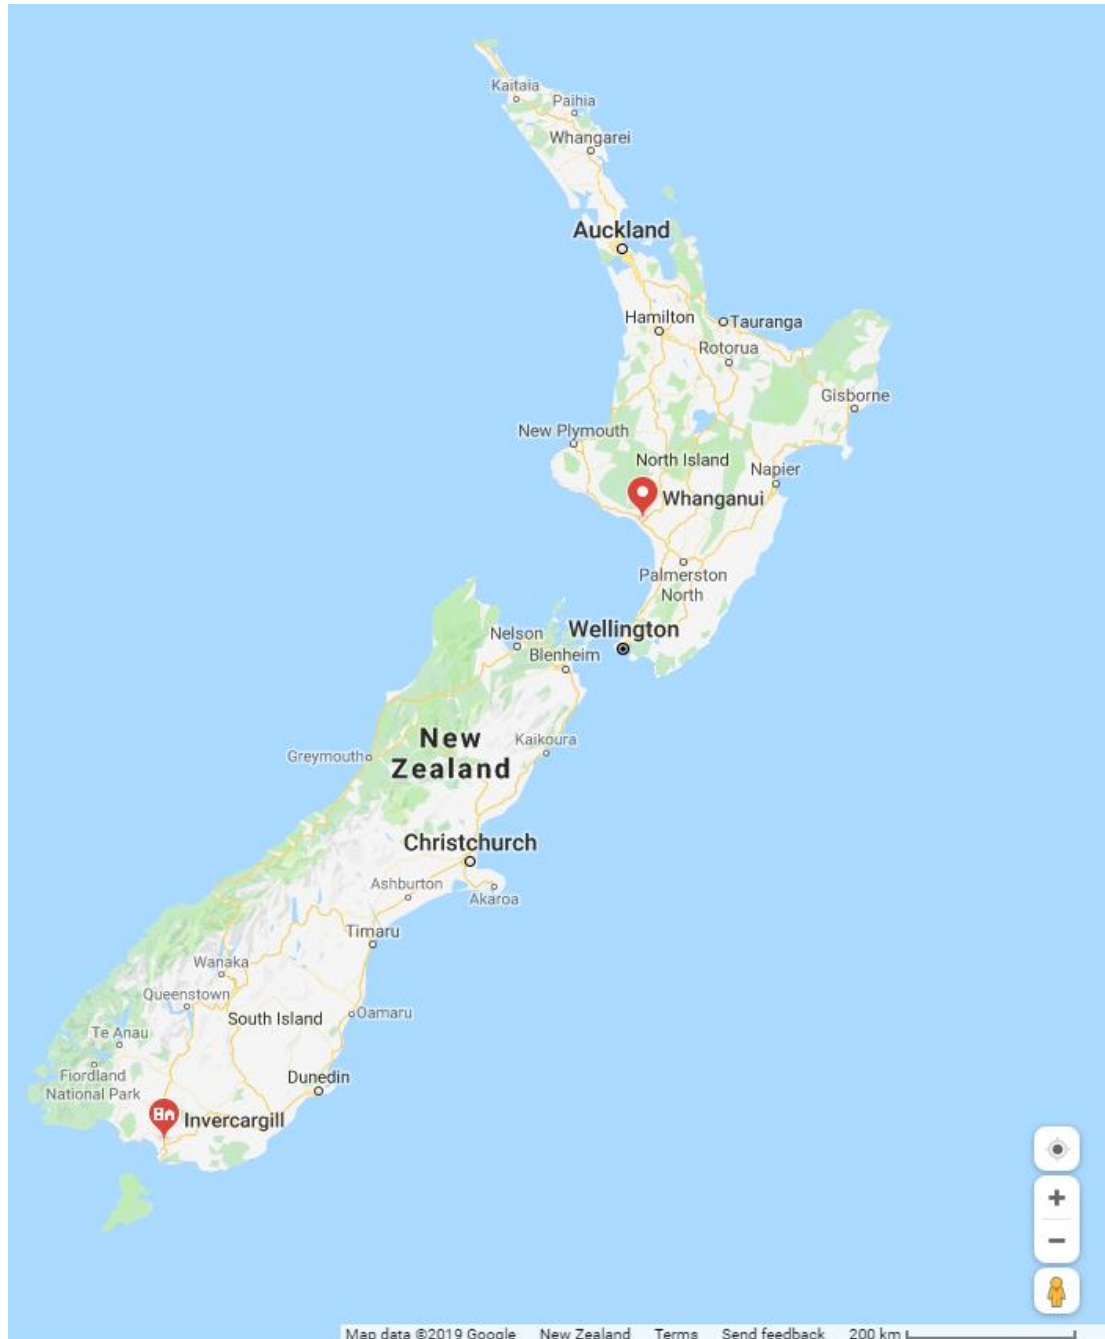 Kaitaia
Paihia
Whangarei
Auckland
Hamilton
Tauranga
Rotorua
Gisborne
New Plymouth
North Island
Napier
Whanganui
Palmerston
North
Wellington
Nelson
Blenheim
New
Zealand
Kaikoura
Greymouth
Christchurch
Ashburton
Akaroa
Timaru
Wanaka
Queenstown
South Island
Oamaru
Te Anau
Fiordland
National Park
Dunedin
Invercargill
Map data ©2019 Google New Zealand Terms Send feedback 200 km